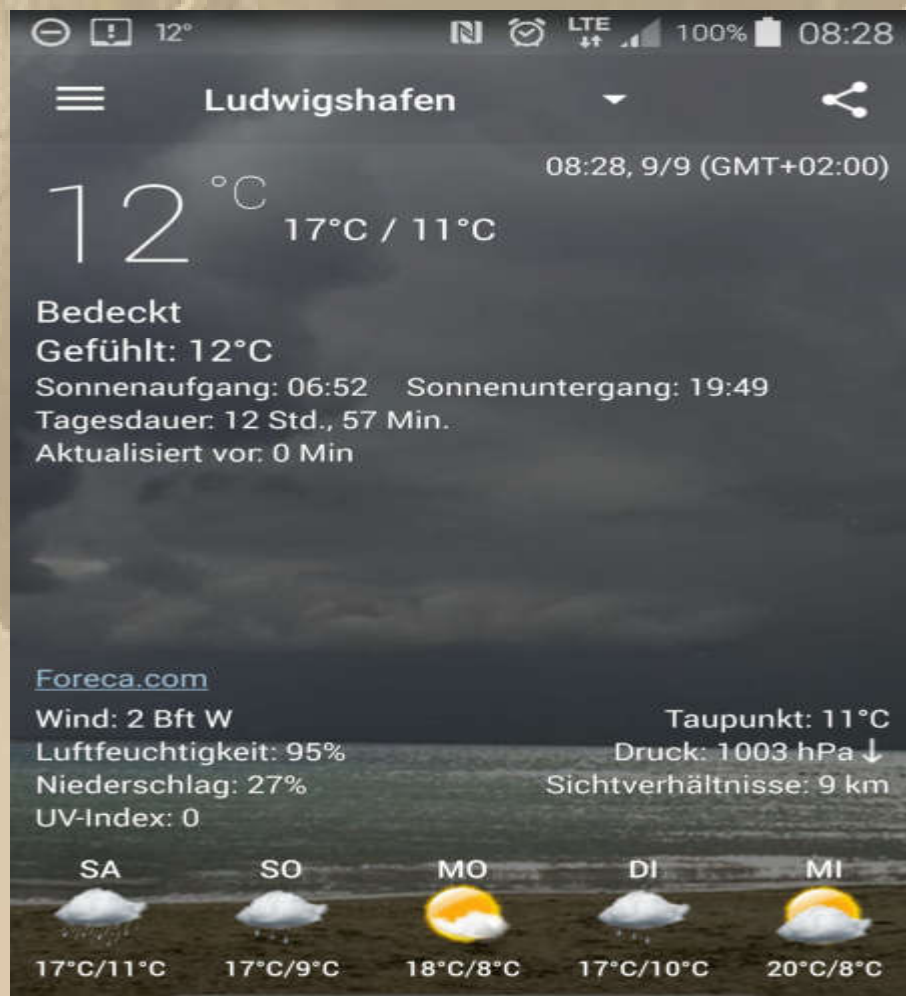 12° LTE 100% 08:28
Ludwigshafen
08:28, 9/9 (GMT+02:00)
12 °C 17°C / 11°C
Bedeckt
Gefühlt: 12°C
Sonnenaufgang: 06:52 Sonnenuntergang: 19:49
Tagesdauer: 12 Std., 57 Min.
Aktualisiert vor: 0 Min
Foreca.com
Wind: 2 Bft W Taupunkt: 11°C
Luftfeuchtigkeit: 95% Druck: 1003 hPa ↓
Niederschlag: 27% Sichtverhältnisse: 9 km
UV-Index: 0
SA SO MO DI MI
17°C/11°C 17°C/9°C 18°C/8°C 17°C/10°C 20°C/8°C